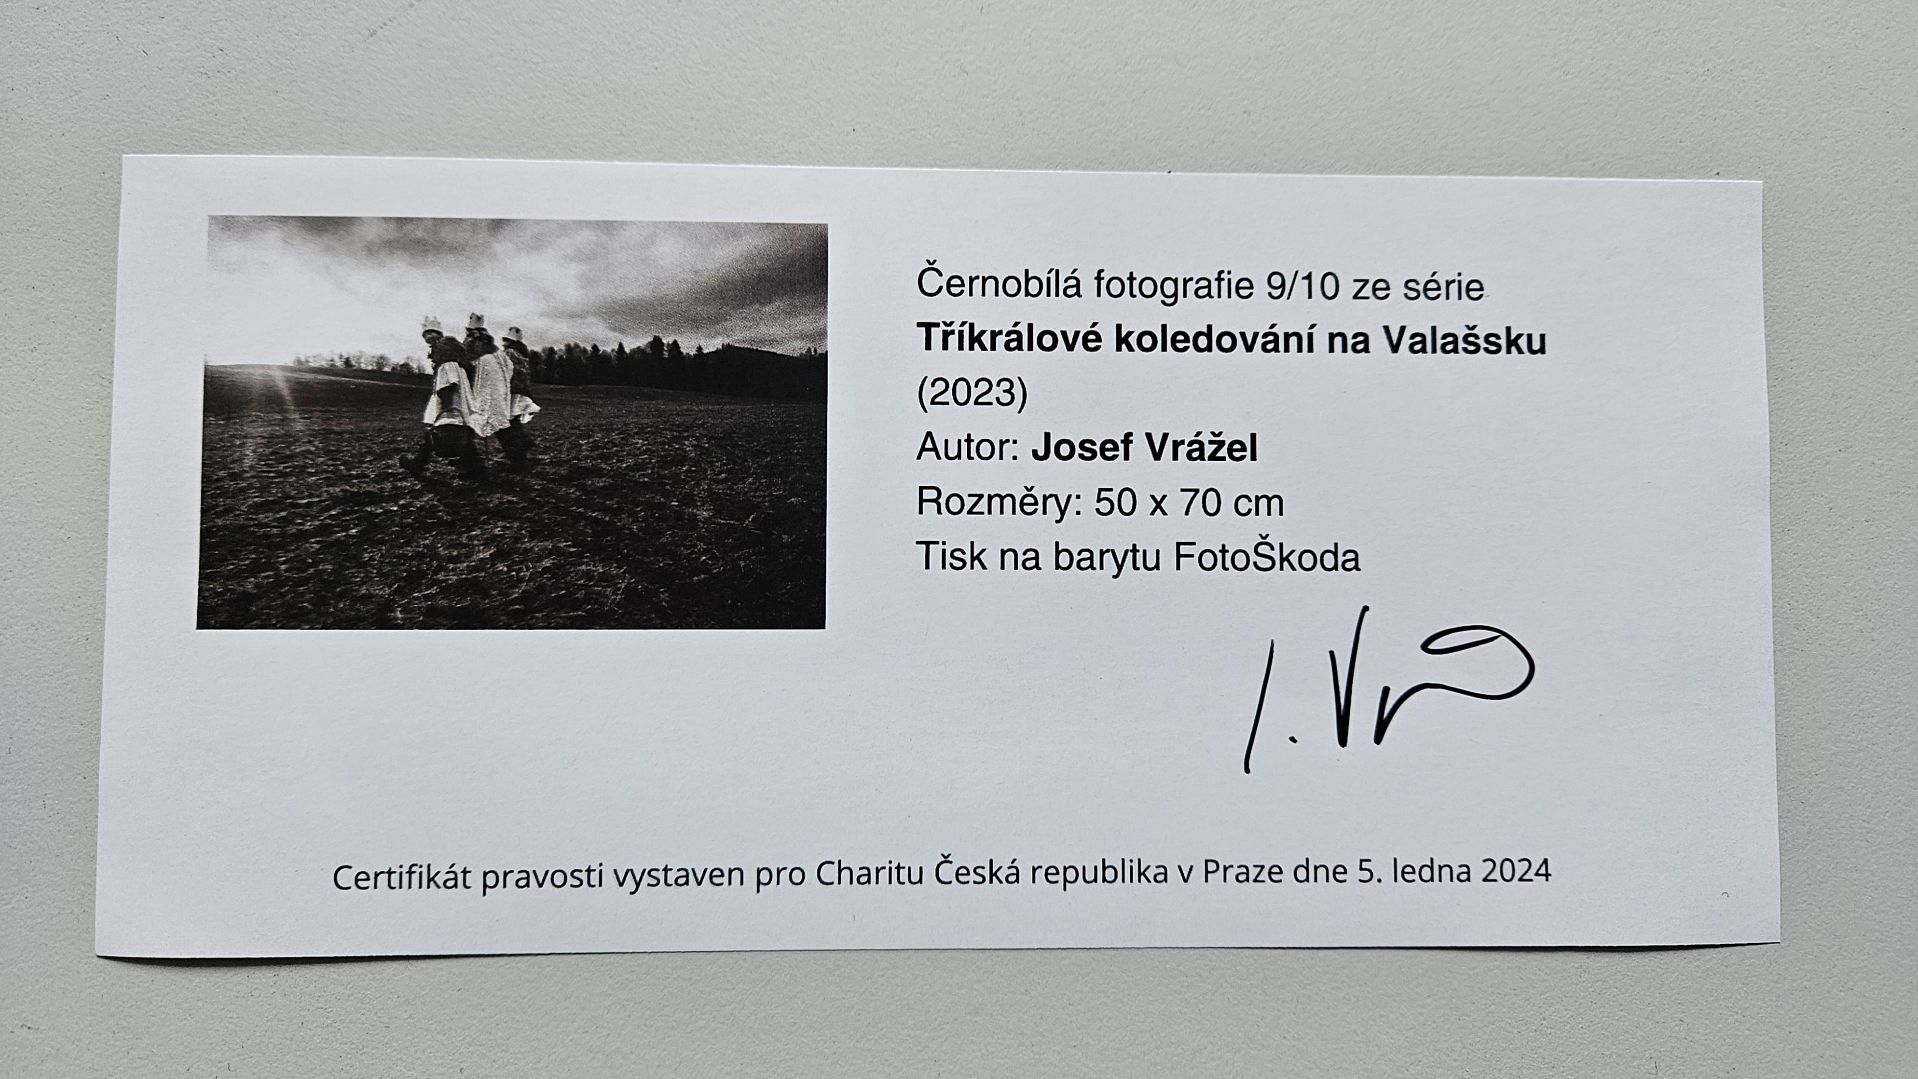 Černobílá fotografie 9/10 ze série
Tříkrálové koledování na Valašsku
(2023)
Autor: Josef Vrážel
Rozměry: 50 x 70 cm
Tisk na barytu FotoŠkoda
Certifikát pravosti vystaven pro Charitu Česká republika v Praze dne 5. ledna 2024